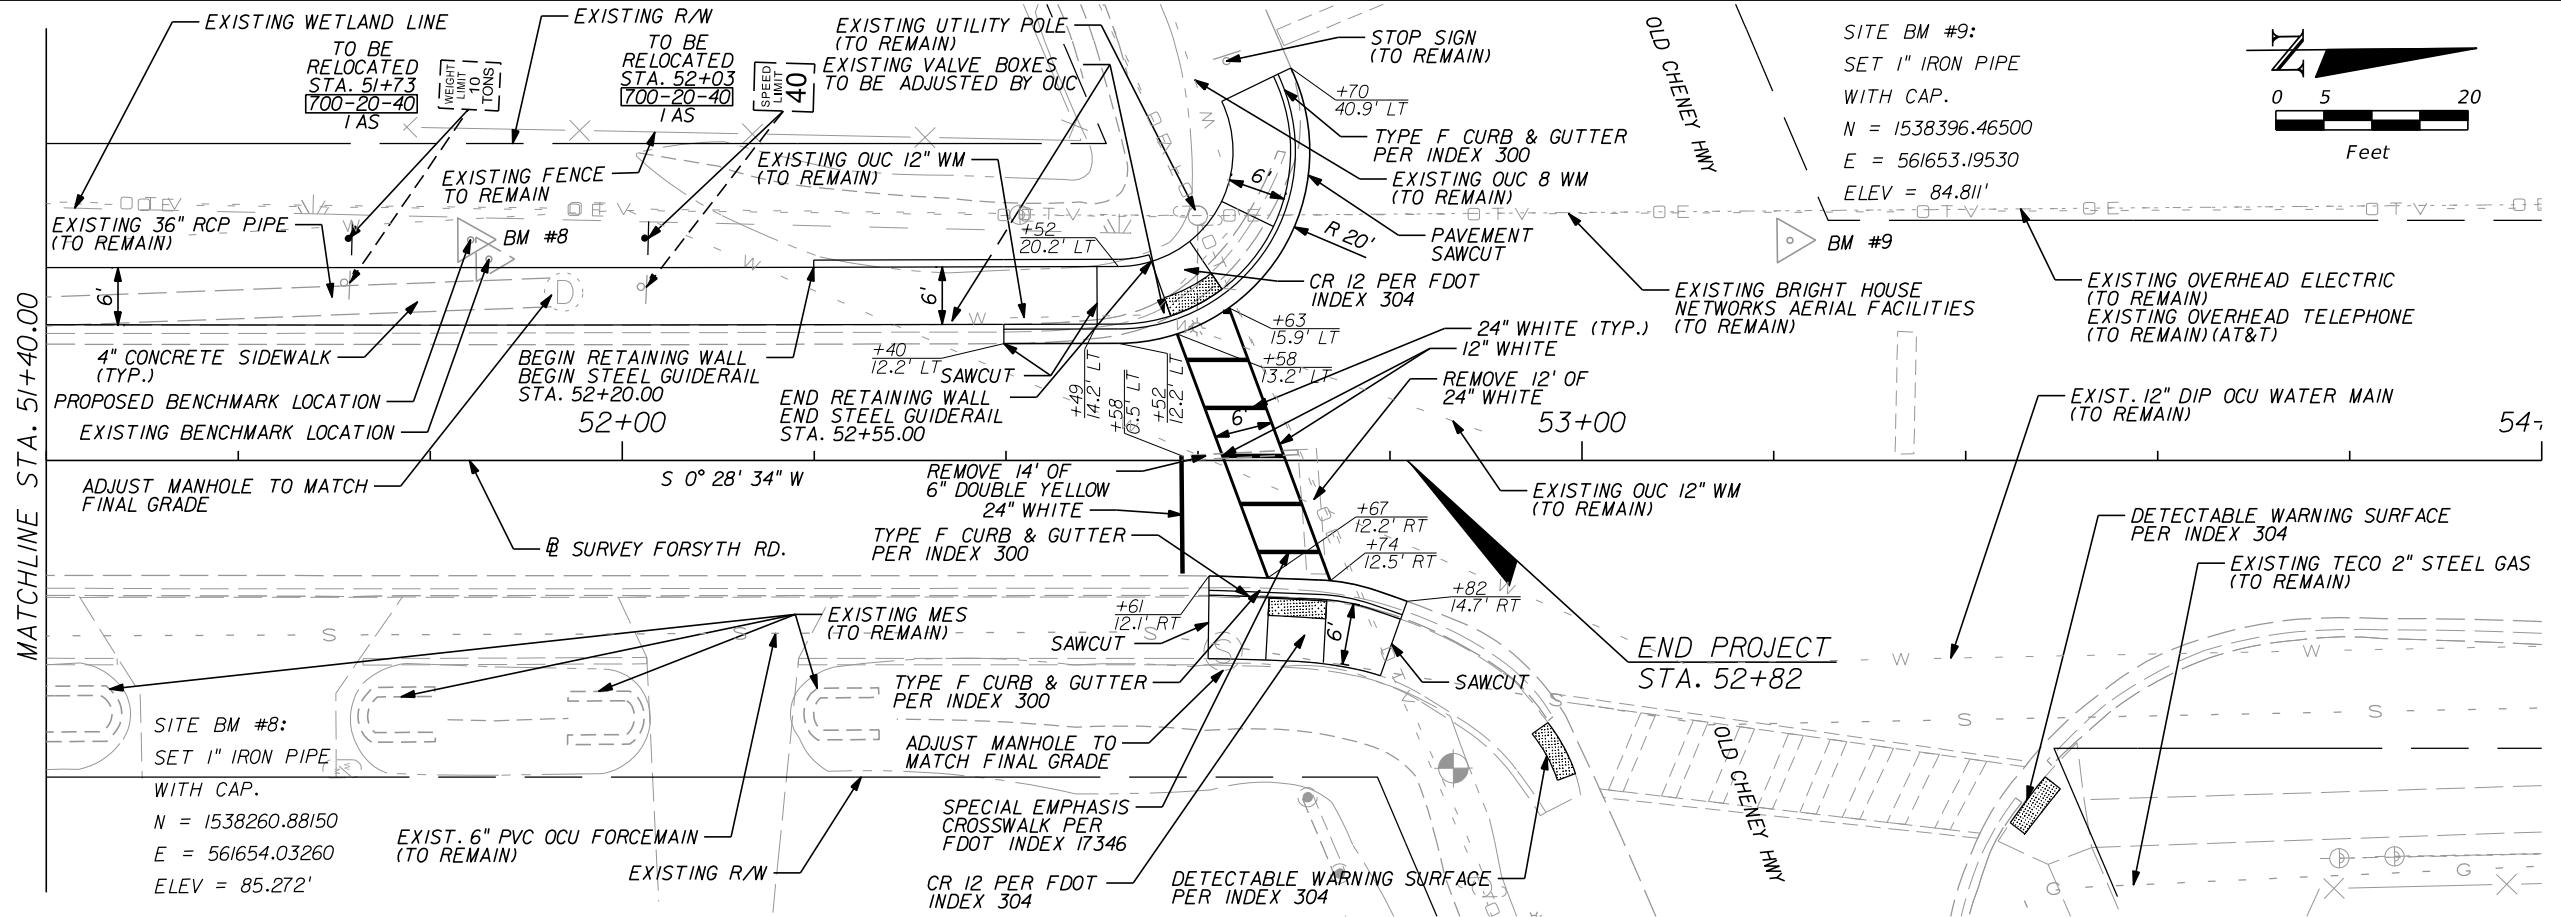 EXISTING WETLAND LINE
TO BE
RELOCATED
STA. 51+73
700-20-40
1 AS
WEIGHT
LIMIT
10
TONS
EXISTING R/W
TO BE
RELOCATED
STA. 52+03
700-20-40
1 AS
SPEED
LIMIT
40
EXISTING UTILITY POLE
(TO REMAIN)
EXISTING VALVE BOXES
TO BE ADJUSTED BY OUC
STOP SIGN
(TO REMAIN)
+70
40.9' LT
TYPE F CURB & GUTTER
PER INDEX 300
EXISTING OUC 8 WM
(TO REMAIN)
OLD CHENEY HWY
SITE BM #9:
SET 1" IRON PIPE
WITH CAP.
N = 1538396.46500
E = 561653.19530
ELEV = 84.811'
N
0 5 20
Feet
EXISTING FENCE
TO REMAIN
EXISTING OUC 12" WM
(TO REMAIN)
6'
EXISTING 36" RCP PIPE
(TO REMAIN)
BM #8
+52
20.2' LT
R 20'
PAVEMENT
SAWCUT
BM #9
CR 12 PER FDOT
INDEX 304
EXISTING BRIGHT HOUSE
NETWORKS AERIAL FACILITIES
(TO REMAIN)
EXISTING OVERHEAD ELECTRIC
(TO REMAIN)
EXISTING OVERHEAD TELEPHONE
(TO REMAIN)(AT&T)
6'
6'
D
MATCHLINE STA. 51+40.00
4" CONCRETE SIDEWALK
(TYP.)
PROPOSED BENCHMARK LOCATION
EXISTING BENCHMARK LOCATION
BEGIN RETAINING WALL
BEGIN STEEL GUIDERAIL
STA. 52+20.00
52+00
+40
12.2' LT
SAWCUT
END RETAINING WALL
END STEEL GUIDERAIL
STA. 52+55.00
+49
14.2' LT
+58
0.5' LT
+52
12.2' LT
+63
15.9' LT
+58
13.2' LT
24" WHITE (TYP.)
12" WHITE
REMOVE 12' OF
24" WHITE
6'
53+00
EXIST. 12" DIP OCU WATER MAIN
(TO REMAIN)
54+
ADJUST MANHOLE TO MATCH
FINAL GRADE
S 0° 28' 34" W
REMOVE 14' OF
6" DOUBLE YELLOW
24" WHITE
EXISTING OUC 12" WM
(TO REMAIN)
SURVEY FORSYTH RD.
TYPE F CURB & GUTTER
PER INDEX 300
+67
12.2' RT
+74
12.5' RT
+82
14.7' RT
DETECTABLE WARNING SURFACE
PER INDEX 304
EXISTING TECO 2" STEEL GAS
(TO REMAIN)
EXISTING MES
(TO REMAIN)
+61
12.1' RT
SAWCUT
6'
SAWCUT
END PROJECT
STA. 52+82
TYPE F CURB & GUTTER
PER INDEX 300
SITE BM #8:
SET 1" IRON PIPE
WITH CAP.
N = 1538260.88150
E = 561654.03260
ELEV = 85.272'
ADJUST MANHOLE TO
MATCH FINAL GRADE
OLD CHENEY HWY
SPECIAL EMPHASIS
CROSSWALK PER
FDOT INDEX 17346
EXIST. 6" PVC OCU FORCEMAIN
(TO REMAIN)
EXISTING R/W
CR 12 PER FDOT
INDEX 304
DETECTABLE WARNING SURFACE
PER INDEX 304